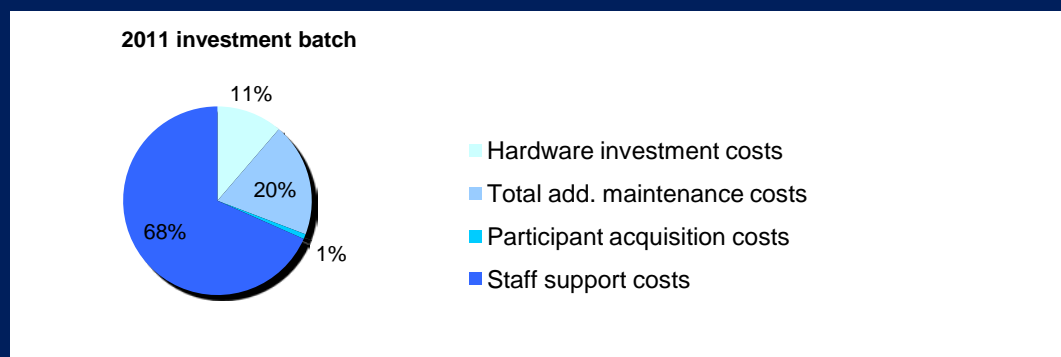 2011 investment batch
11%
20%
68%
1%
Hardware investment costs
Total add. maintenance costs
Participant acquisition costs
Staff support costs